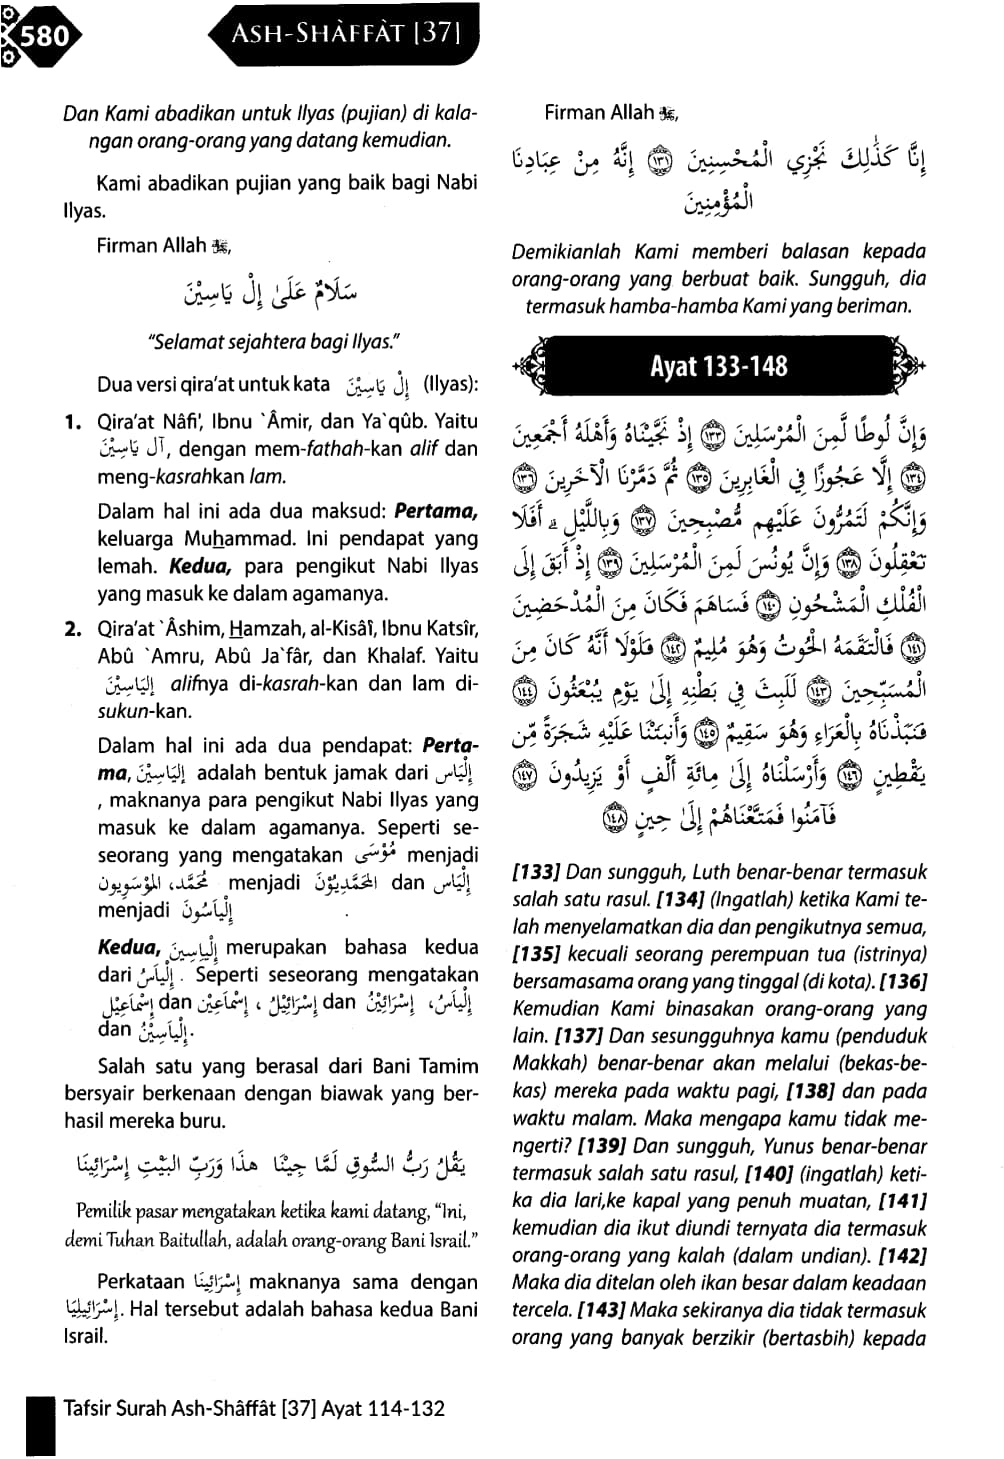 580
ASH-SHÀFFÀT [37]
Dan Kami abadikan untuk Ilyas (pujian) di kala-
ngan orang-orang yang datang kemudian.
Kami abadikan pujian yang baik bagi Nabi
Ilyas.
Firman Allah ﷻ,
سَلَامٌ عَلَىٰ إِلْ يَاسِيْنَ
“Selamat sejahtera bagi Ilyas.”
Dua versi qira’at untuk kata إِلْ يَاسِيْنَ (Ilyas):
1. Qira’at Nâfi’, Ibnu `Âmir, dan Ya`qûb. Yaitu
آلِ يَاسِيْنَ, dengan mem-fathah-kan alif dan
meng-kasrahkan lam.
Dalam hal ini ada dua maksud: Pertama,
keluarga Muhammad. Ini pendapat yang
lemah. Kedua, para pengikut Nabi Ilyas
yang masuk ke dalam agamanya.
2. Qira’at `Âshim, Hamzah, al-Kisâî, Ibnu Katsîr,
Abû `Amru, Abû Ja`fâr, dan Khalaf. Yaitu
إِليَاسِيْنَ alifnya di-kasrah-kan dan lam di-
sukun-kan.
Dalam hal ini ada dua pendapat: Perta-
ma, إِليَاسِيْنَ adalah bentuk jamak dari إِلْيَاس
, maknanya para pengikut Nabi Ilyas yang
masuk ke dalam agamanya. Seperti se-
seorang yang mengatakan مُوْسَى menjadi
مُحَمَّد، المُوْسَوِيون menjadi المُحَمَّدِيُّوْنَ dan إِلْيَاس
menjadi إِلْيَاسُونَ
Kedua, إِلْيَاسِينَ merupakan bahasa kedua
dari إِلْيَاسُ . Seperti seseorang mengatakan
إِسْمَاعِيْل dan إِسْمَاعِيْن ، إِسْرَائِيْل dan إِسْرَائِيْنُ ،إِلْيَاسُ
dan إِلْيَاسِيْنُ.
Salah satu yang berasal dari Bani Tamim
bersyair berkenaan dengan biawak yang ber-
hasil mereka buru.
يَقُلْ رَبُّ السُّوقِ لَمَّا جِيْنَا هذَا وَرَبِّ البَيْتِ إِسْرَائِينَا
Pemilik pasar mengatakan ketika kami datang, “Ini,
demi Tuhan Baitullah, adalah orang-orang Bani Israil.”
Perkataan إِسْرَائِينَا maknanya sama dengan
إِسْرَائِيلِيَا. Hal tersebut adalah bahasa kedua Bani
Israil.
Firman Allah ﷻ,
إِنَّا كَذَٰلِكَ نَجْزِي الْمُحْسِنِينَ ﴿١٣١﴾ إِنَّهُ مِنْ عِبَادِنَا
الْمُؤْمِنِينَ
Demikianlah Kami memberi balasan kepada
orang-orang yang berbuat baik. Sungguh, dia
termasuk hamba-hamba Kami yang beriman.
Ayat 133-148
وَإِنَّ لُوطًا لَّمِنَ الْمُرْسَلِينَ ﴿١٣٣﴾ إِذْ نَجَّيْنَاهُ وَأَهْلَهُ أَجْمَعِينَ
﴿١٣٤﴾ إِلَّا عَجُوزًا فِي الْغَابِرِينَ ﴿١٣٥﴾ ثُمَّ دَمَّرْنَا الْآخَرِينَ ﴿١٣٦﴾
وَإِنَّكُمْ لَتَمُرُّونَ عَلَيْهِم مُّصْبِحِينَ ﴿١٣٧﴾ وَبِاللَّيْلِ ۗ أَفَلَا
تَعْقِلُونَ ﴿١٣٨﴾ وَإِنَّ يُونُسَ لَمِنَ الْمُرْسَلِينَ ﴿١٣٩﴾ إِذْ أَبَقَ إِلَى
الْفُلْكِ الْمَشْحُونِ ﴿١٤٠﴾ فَسَاهَمَ فَكَانَ مِنَ الْمُدْحَضِينَ
﴿١٤١﴾ فَالْتَقَمَهُ الْحُوتُ وَهُوَ مُلِيمٌ ﴿١٤٢﴾ فَلَوْلَا أَنَّهُ كَانَ مِنَ
الْمُسَبِّحِينَ ﴿١٤٣﴾ لَلَبِثَ فِي بَطْنِهِ إِلَىٰ يَوْمِ يُبْعَثُونَ ﴿١٤٤﴾
فَنَبَذْنَاهُ بِالْعَرَاءِ وَهُوَ سَقِيمٌ ﴿١٤٥﴾ وَأَنبَتْنَا عَلَيْهِ شَجَرَةً مِّن
يَقْطِينٍ ﴿١٤٦﴾ وَأَرْسَلْنَاهُ إِلَىٰ مِائَةِ أَلْفٍ أَوْ يَزِيدُونَ ﴿١٤٧﴾
فَآمَنُوا فَمَتَّعْنَاهُمْ إِلَىٰ حِينٍ ﴿١٤٨﴾
[133] Dan sungguh, Luth benar-benar termasuk
salah satu rasul. [134] (Ingatlah) ketika Kami te-
lah menyelamatkan dia dan pengikutnya semua,
[135] kecuali seorang perempuan tua (istrinya)
bersamasama orang yang tinggal (di kota). [136]
Kemudian Kami binasakan orang-orang yang
lain. [137] Dan sesungguhnya kamu (penduduk
Makkah) benar-benar akan melalui (bekas-be-
kas) mereka pada waktu pagi, [138] dan pada
waktu malam. Maka mengapa kamu tidak me-
ngerti? [139] Dan sungguh, Yunus benar-benar
termasuk salah satu rasul, [140] (ingatlah) keti-
ka dia lari,ke kapal yang penuh muatan, [141]
kemudian dia ikut diundi ternyata dia termasuk
orang-orang yang kalah (dalam undian). [142]
Maka dia ditelan oleh ikan besar dalam keadaan
tercela. [143] Maka sekiranya dia tidak termasuk
orang yang banyak berzikir (bertasbih) kepada
Tafsir Surah Ash-Shâffât [37] Ayat 114-132